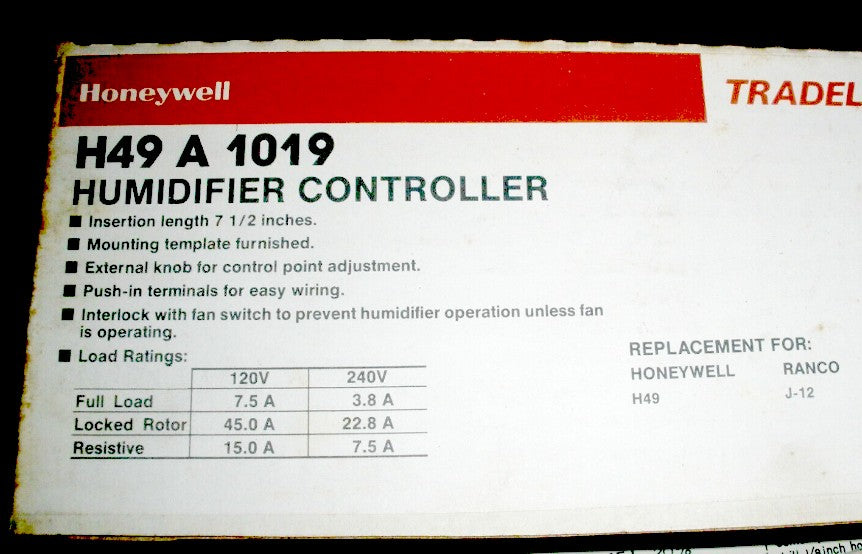 Honeywell
TRADEL
H49 A 1019
HUMIDIFIER CONTROLLER
■ Insertion length 7 1/2 inches.
■ Mounting template furnished.
■ External knob for control point adjustment.
■ Push-in terminals for easy wiring.
■ Interlock with fan switch to prevent humidifier operation unless fan
is operating.
■ Load Ratings:
120V 240V
Full Load 7.5 A 3.8 A
Locked Rotor 45.0 A 22.8 A
Resistive 15.0 A 7.5 A
REPLACEMENT FOR:
HONEYWELL RANCO
H49 J-12
1/8 inch